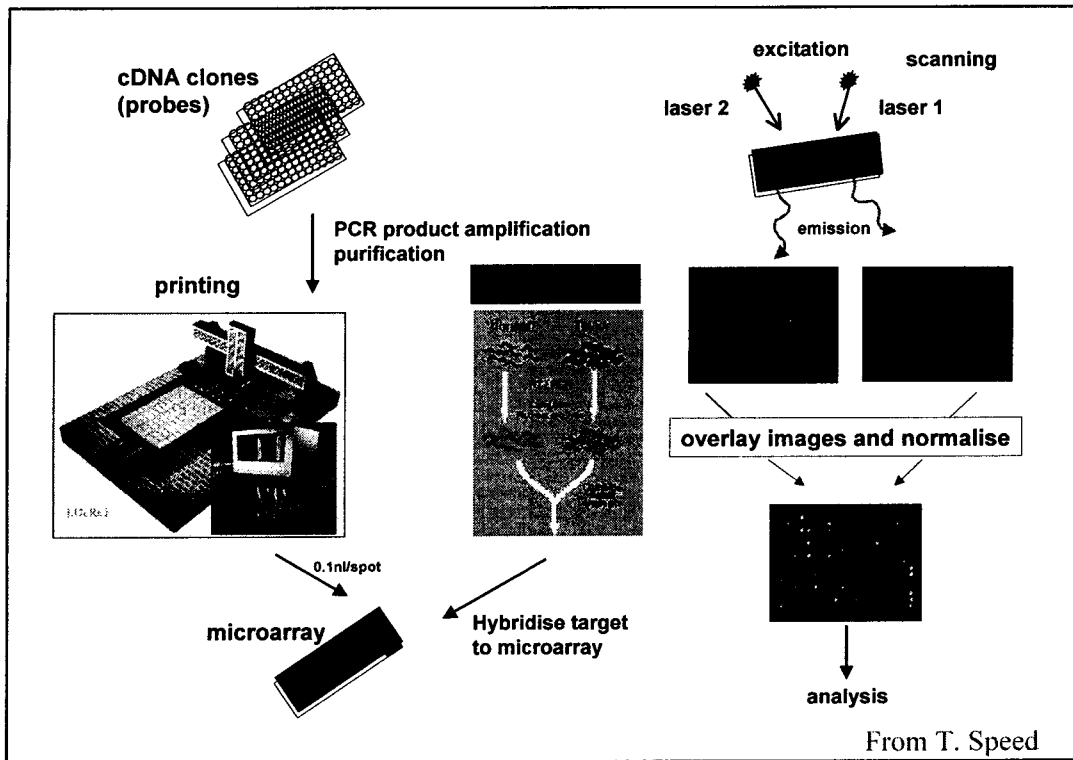 cDNA clones
(probes)
PCR product amplification
purification
printing
0.1nl/spot
microarray
Hybridise target
to microarray
excitation
scanning
laser 2
laser 1
emission
overlay images and normalise
analysis
From T. Speed